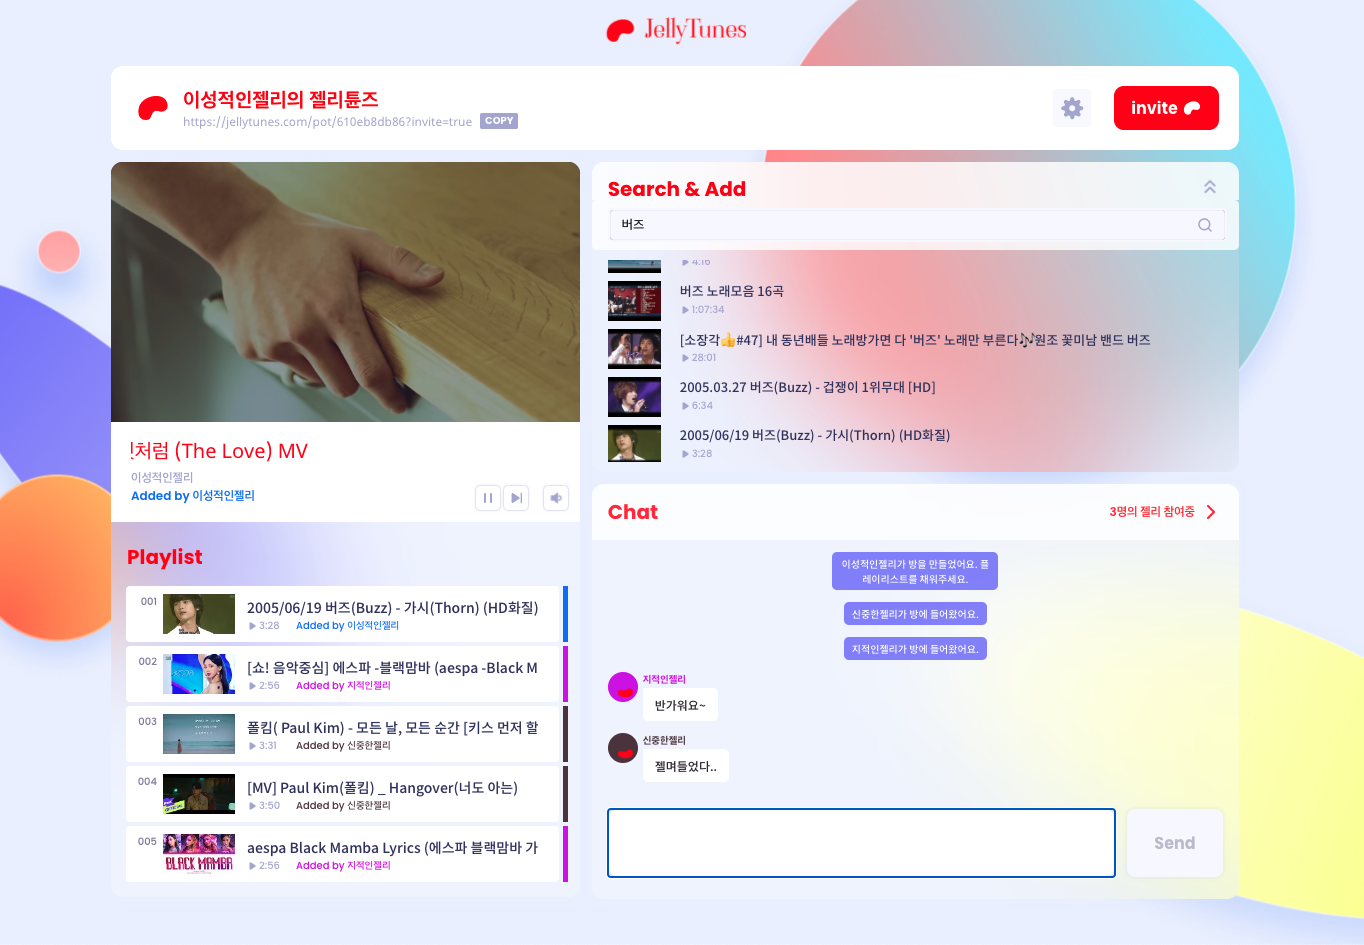 JellyTunes
이성적인젤리의 젤리튠즈
https://jellytunes.com/pot/610eb8db86?invite=true COPY
invite
Search & Add
버즈
4:16
버즈 노래모음 16곡
1:07:34
[소장각👍#47] 내 동년배들 노래방가면 다 '버즈' 노래만 부른다🎶원조 꽃미남 밴드 버즈
28:01
2005.03.27 버즈(Buzz) - 겁쟁이 1위무대 [HD]
6:34
2005/06/19 버즈(Buzz) - 가시(Thorn) (HD화질)
3:28
처럼 (The Love) MV
이성적인젤리
Added by 이성적인젤리
Playlist
001
2005/06/19 버즈(Buzz) - 가시(Thorn) (HD화질)
3:28 Added by 이성적인젤리
002
[쇼! 음악중심] 에스파 -블랙맘바 (aespa -Black M
2:56 Added by 지적인젤리
003
폴킴( Paul Kim) - 모든 날, 모든 순간 [키스 먼저 할
3:31 Added by 신중한젤리
004
[MV] Paul Kim(폴킴) _ Hangover(너도 아는)
3:50 Added by 신중한젤리
005
BLACK MAMBA
aespa Black Mamba Lyrics (에스파 블랙맘바 가
2:56 Added by 지적인젤리
Chat
3명의 젤리 참여중
이성적인젤리가 방을 만들었어요. 플
레이리스트를 채워주세요.
신중한젤리가 방에 들어왔어요.
지적인젤리가 방에 들어왔어요.
지적인젤리
반가워요~
신중한젤리
젤며들었다..
Send